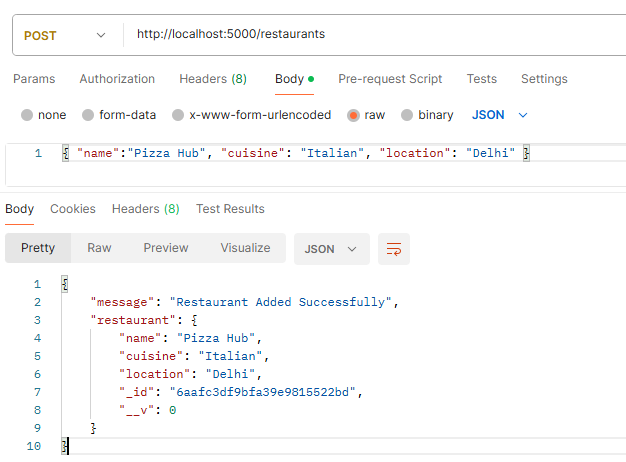 POST http://localhost:5000/restaurants
Params Authorization Headers (8) Body Pre-request Script Tests Settings
none form-data x-www-form-urlencoded raw binary JSON
1 { "name":"Pizza Hub", "cuisine": "Italian", "location": "Delhi" }
Body Cookies Headers (8) Test Results
Pretty Raw Preview Visualize JSON
1 {
2 "message": "Restaurant Added Successfully",
3 "restaurant": {
4 "name": "Pizza Hub",
5 "cuisine": "Italian",
6 "location": "Delhi",
7 "_id": "6aafc3df9bfa39e9815522bd",
8 "__v": 0
9 }
10 }